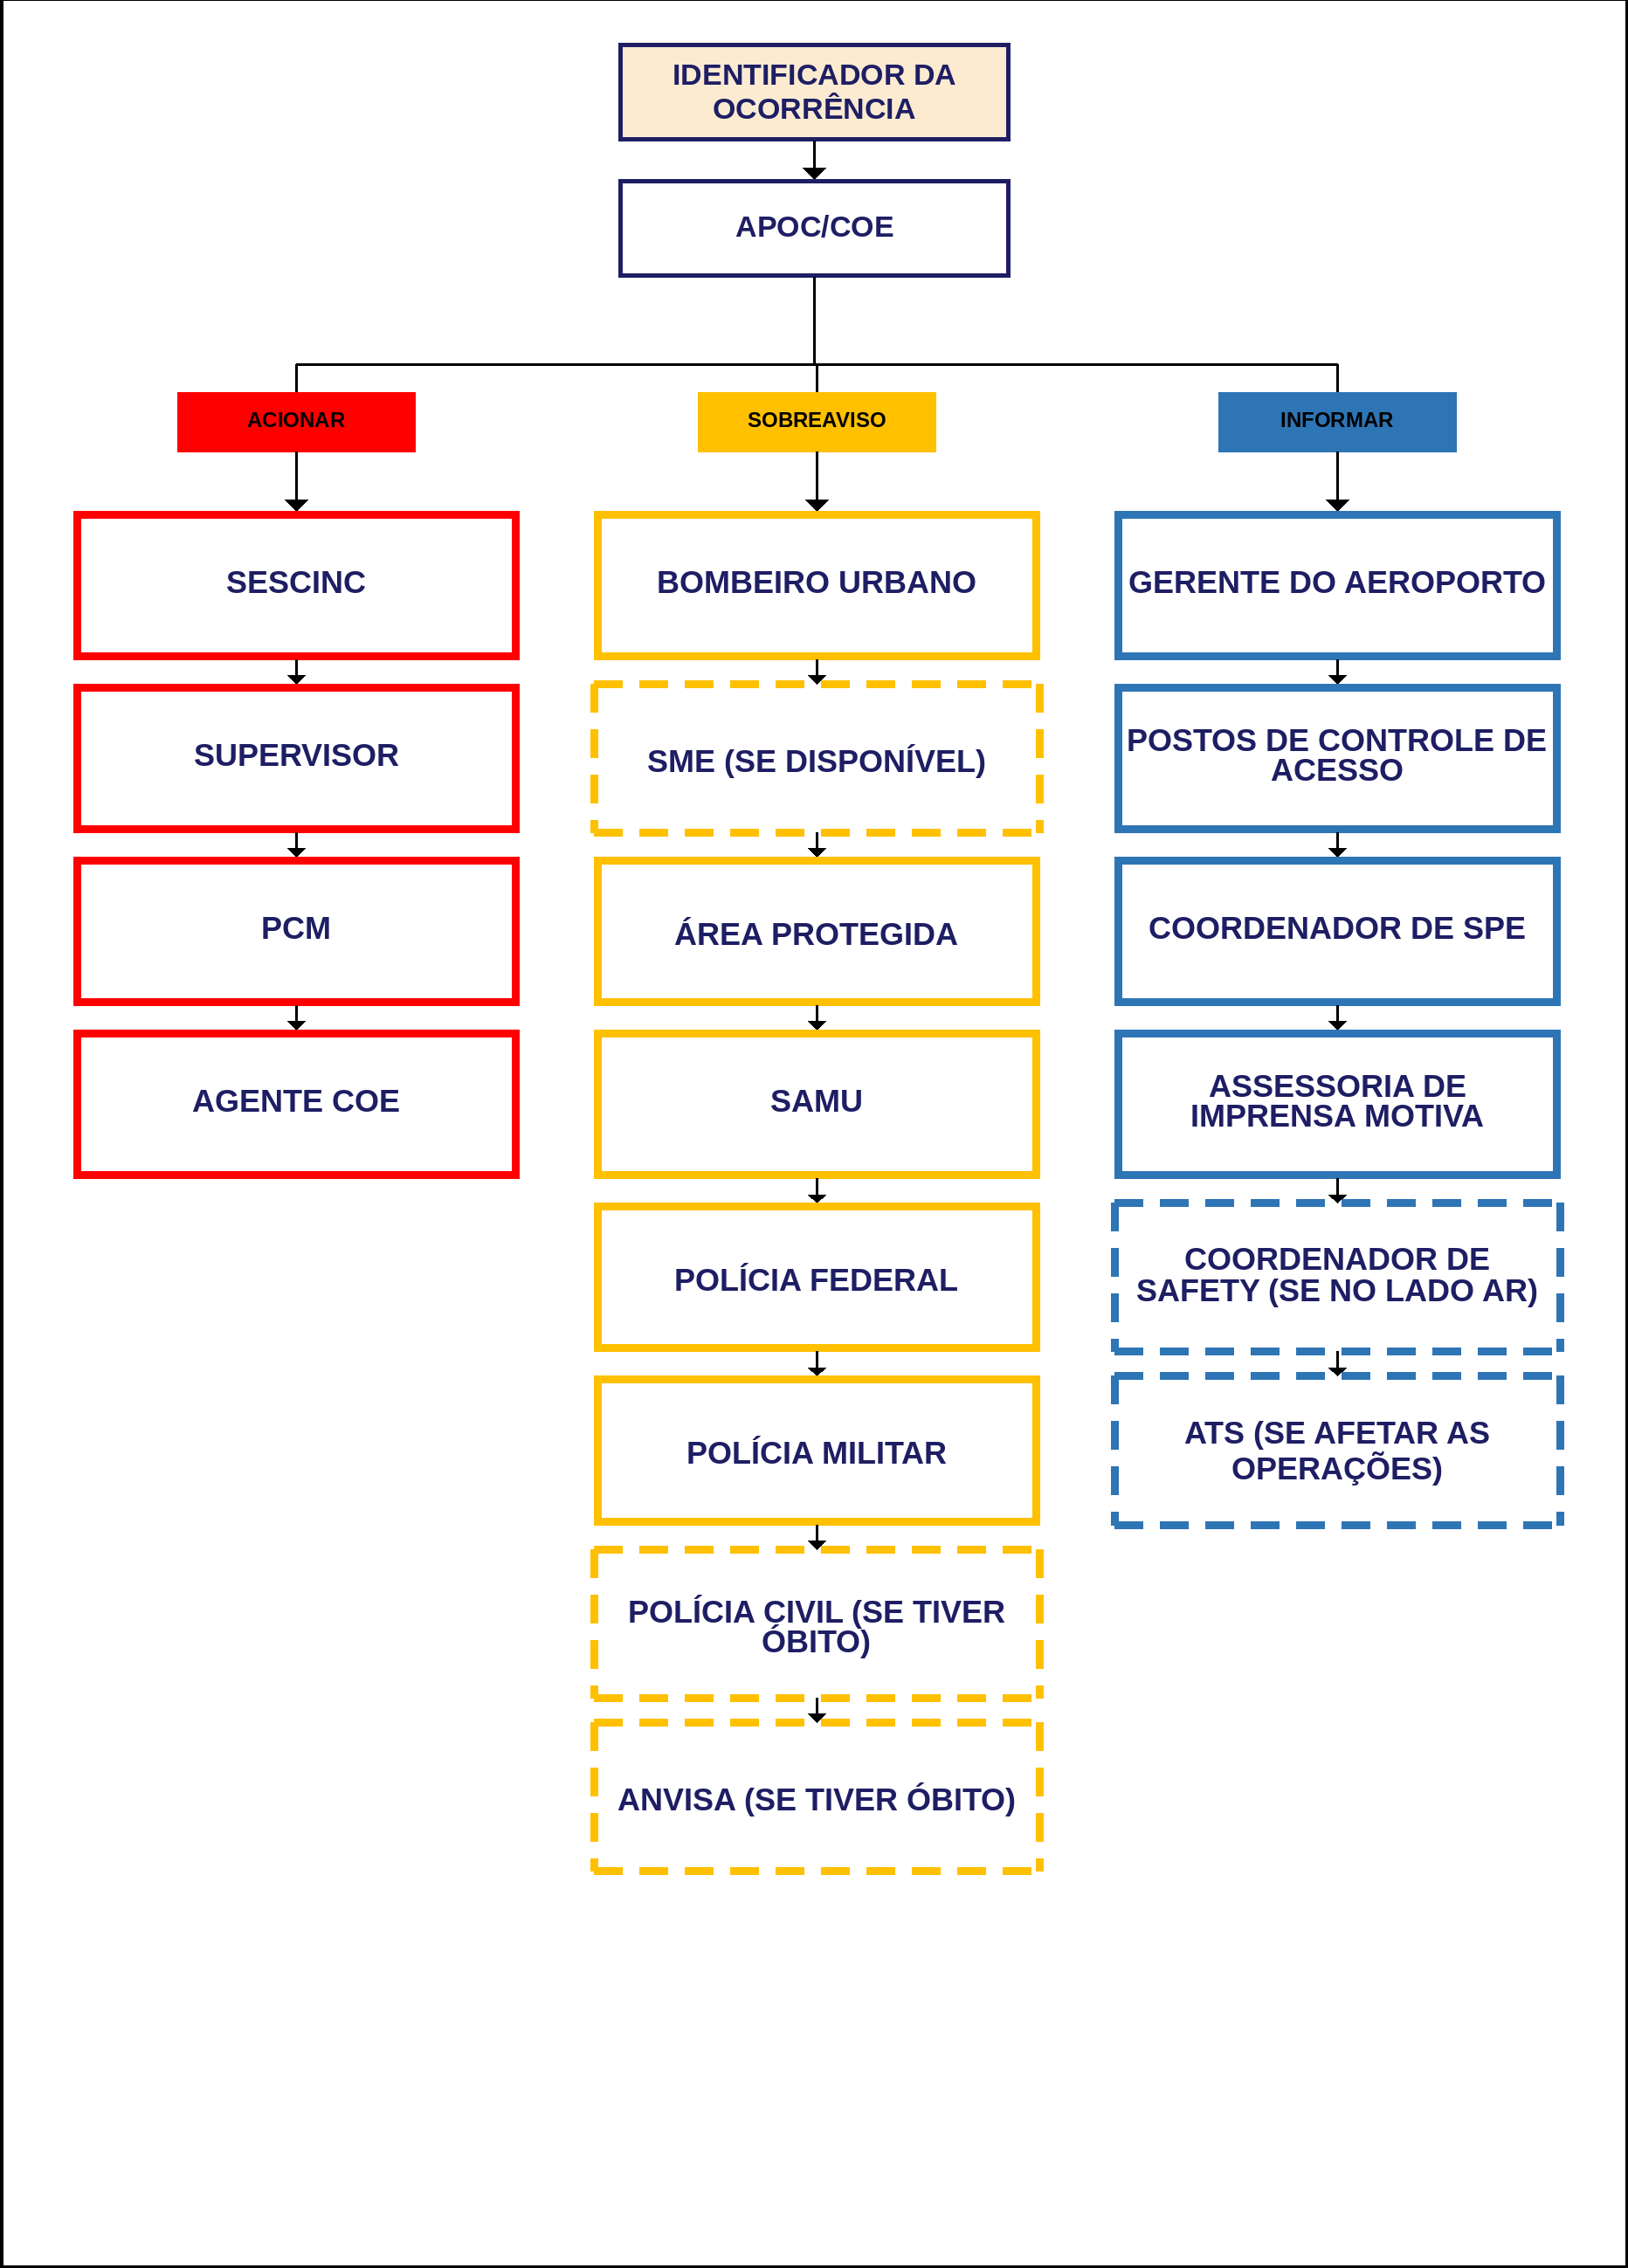 IDENTIFICADOR DA
OCORRÊNCIA
APOC/COE
ACIONAR
SOBREAVISO
INFORMAR
SESCINC
SUPERVISOR
PCM
AGENTE COE
BOMBEIRO URBANO
SME (SE DISPONÍVEL)
ÁREA PROTEGIDA
SAMU
POLÍCIA FEDERAL
POLÍCIA MILITAR
POLÍCIA CIVIL (SE TIVER
ÓBITO)
ANVISA (SE TIVER ÓBITO)
GERENTE DO AEROPORTO
POSTOS DE CONTROLE DE
ACESSO
COORDENADOR DE SPE
ASSESSORIA DE
IMPRENSA MOTIVA
COORDENADOR DE
SAFETY (SE NO LADO AR)
ATS (SE AFETAR AS
OPERAÇÕES)